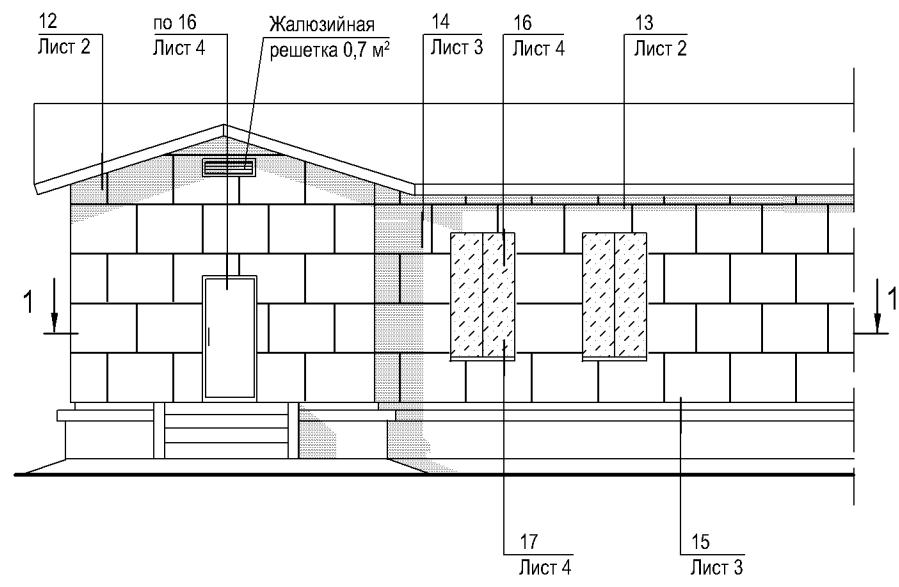 12
Лист 2
по 16
Лист 4
Жалюзийная
решетка 0,7 м²
14
Лист 3
16
Лист 4
13
Лист 2
1
1
17
Лист 4
15
Лист 3